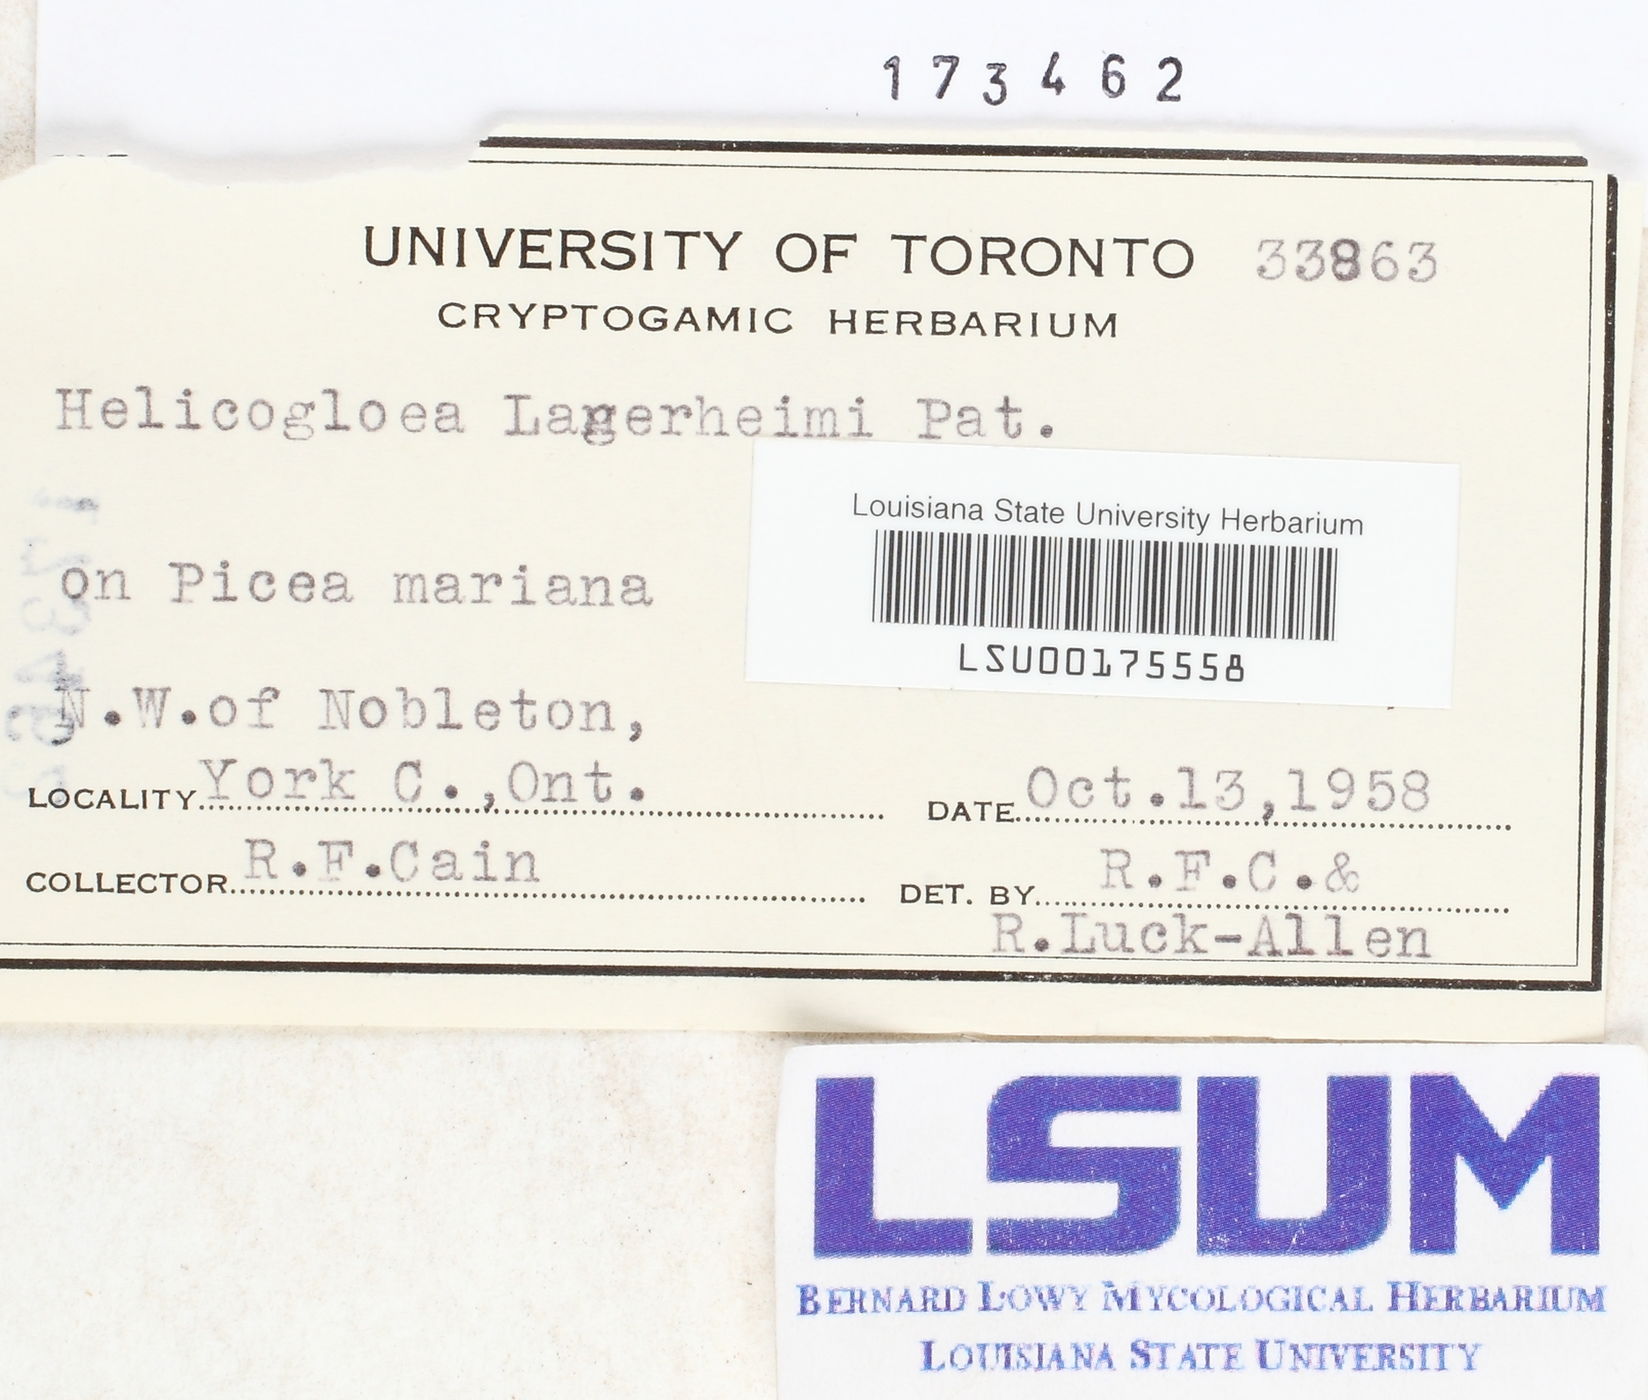 173462
UNIVERSITY OF TORONTO 33863
CRYPTOGAMIC HERBARIUM
Helicogloea Lagerheimi Pat.
Louisiana State University Herbarium
LSU00175558
on Picea mariana
N.W.of Nobleton,
LOCALITY York C.,Ont. DATE Oct.13,1958
COLLECTOR R.F.Cain DET. BY R.F.C.&
R.Luck-Allen
LSUM
BERNARD LOWY MYCOLOGICAL HERBARIUM
LOUISIANA STATE UNIVERSITY